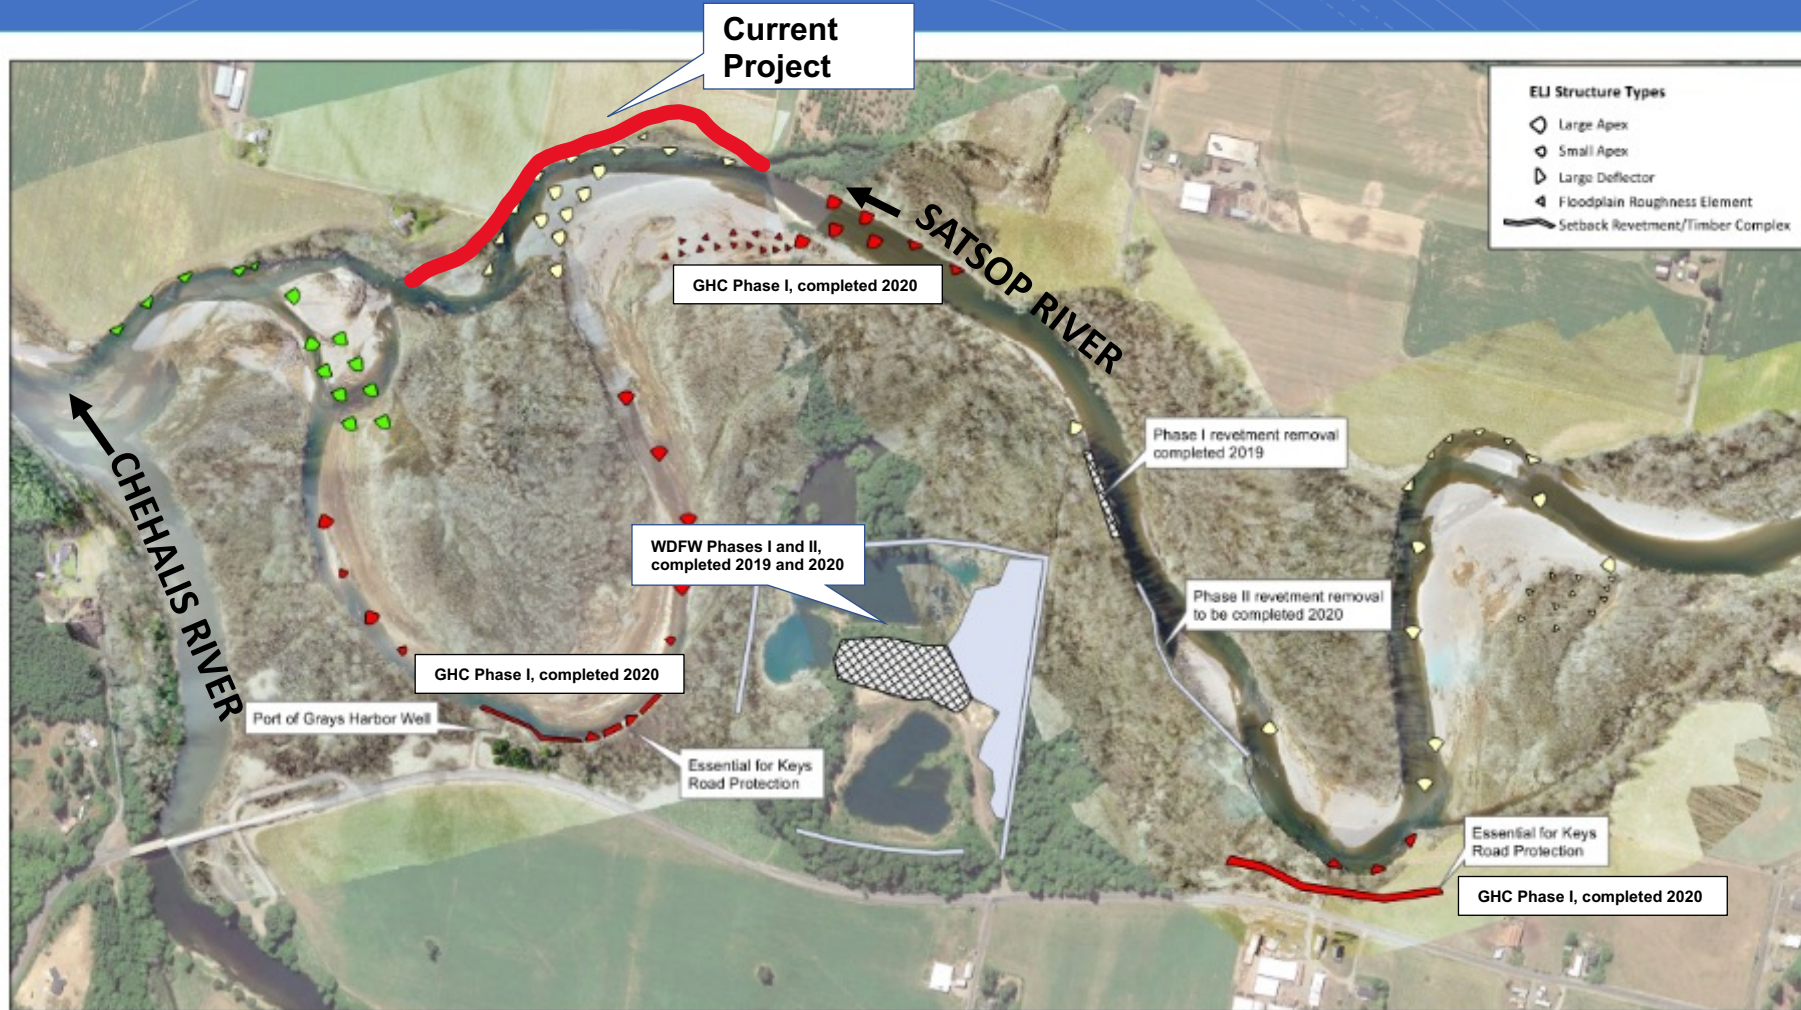 Current
Project
ELJ Structure Types
Large Apex
Small Apex
Large Deflector
Floodplain Roughness Element
Setback Revetment/Timber Complex
SATSOP RIVER
GHC Phase I, completed 2020
Phase I revetment removal
completed 2019
CHEHALIS RIVER
WDFW Phases I and II,
completed 2019 and 2020
Phase II revetment removal
to be completed 2020
GHC Phase I, completed 2020
Port of Grays Harbor Well
Essential for Keys
Road Protection
Essential for Keys
Road Protection
GHC Phase I, completed 2020